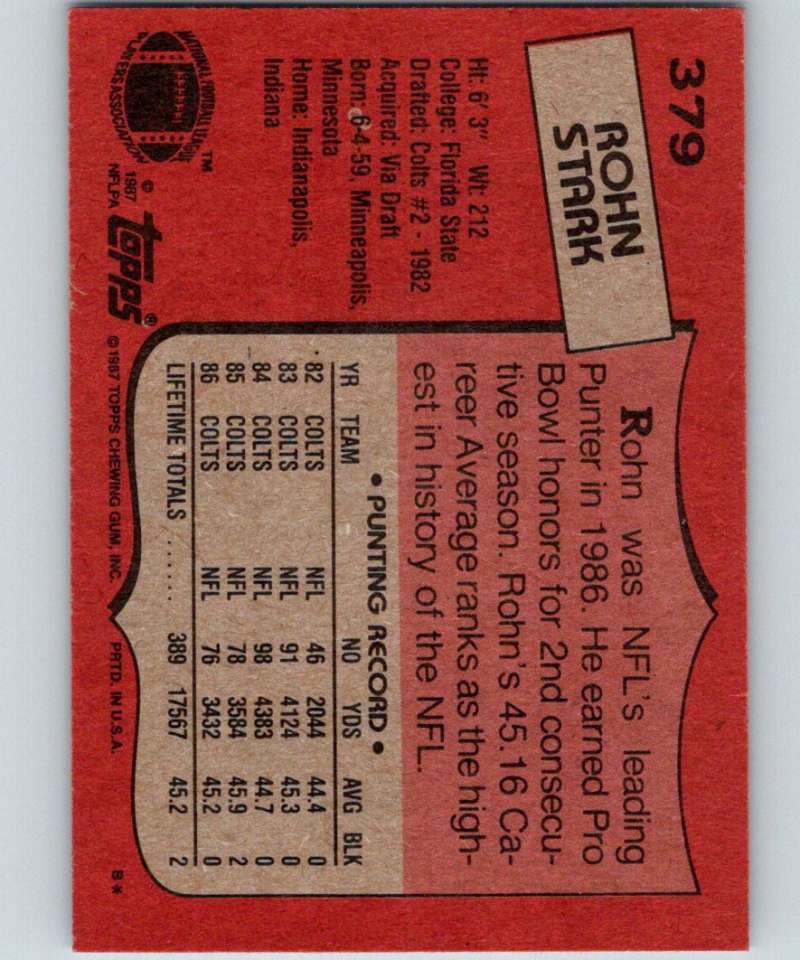 379
ROHN
STARK
Ht: 6' 3" Wt: 212
College: Florida State
Drafted: Colts #2 - 1982
Acquired: Via Draft
Born: 6-4-59, Minneapolis,
Minnesota
Home: Indianapolis,
Indiana
NATIONAL FOOTBALL LEAGUE
PLAYERS ASSOCIATION
™
© 1987
NFLPA
topps®
Rohn was NFL's leading
Punter in 1986. He earned Pro
Bowl honors for 2nd consecu-
tive season. Rohn's 45.16 Ca-
reer Average ranks as the high-
est in history of the NFL.
• PUNTING RECORD •
YR TEAM NO YDS AVG BLK
82 COLTS NFL 46 2044 44.4 0
83 COLTS NFL 91 4124 45.3 0
84 COLTS NFL 98 4383 44.7 0
85 COLTS NFL 78 3584 45.9 2
86 COLTS NFL 76 3432 45.2 0
LIFETIME TOTALS ...... 389 17567 45.2 2
© 1987 TOPPS CHEWING GUM, INC. PRTD. IN U.S.A. B*